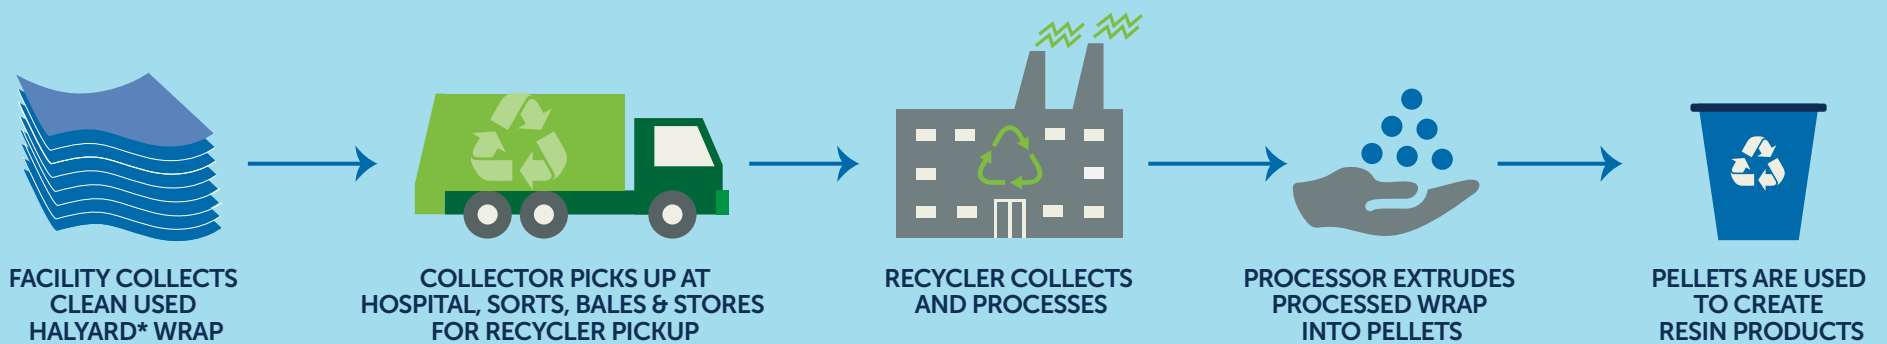 FACILITY COLLECTS
CLEAN USED
HALYARD* WRAP
COLLECTOR PICKS UP AT
HOSPITAL, SORTS, BALES & STORES
FOR RECYCLER PICKUP
RECYCLER COLLECTS
AND PROCESSES
PROCESSOR EXTRUDES
PROCESSED WRAP
INTO PELLETS
PELLETS ARE USED
TO CREATE
RESIN PRODUCTS